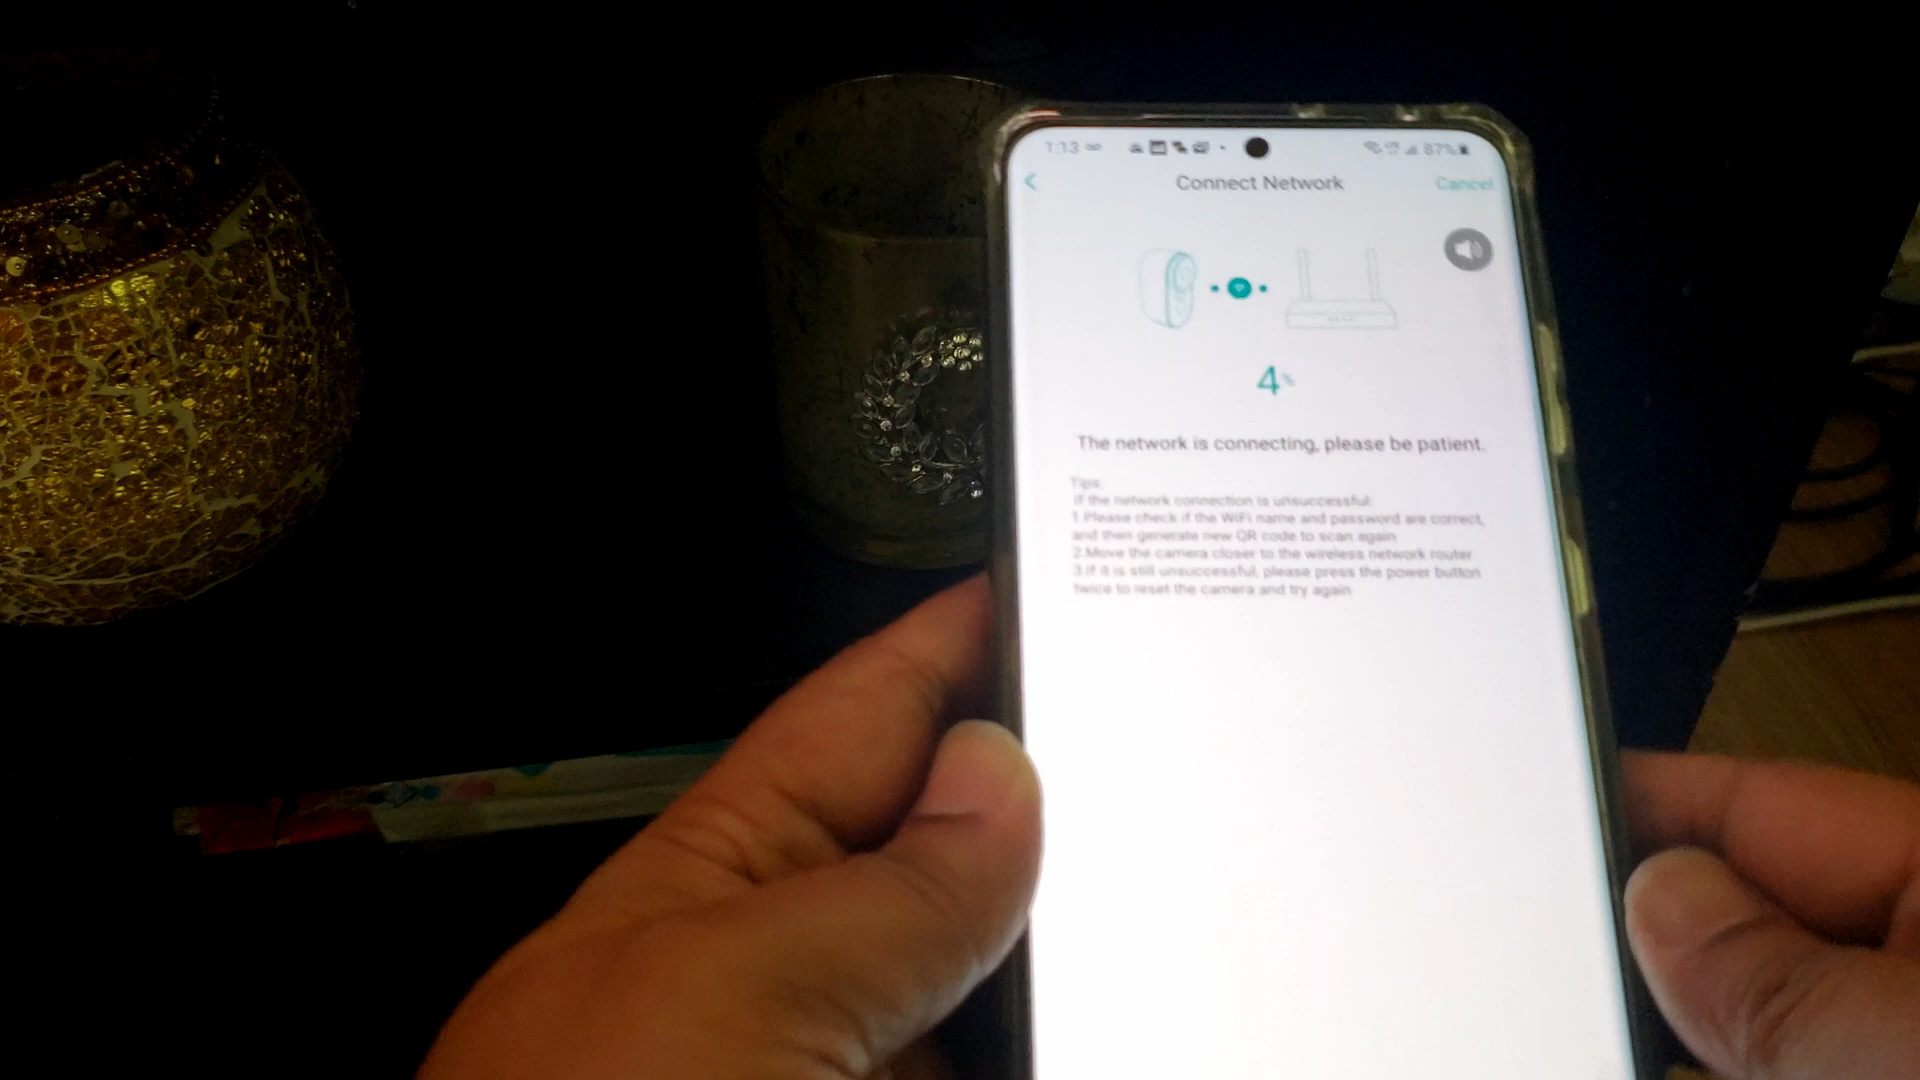 1:13
87%
Connect Network
Cancel
4%
The network is connecting, please be patient.
Tips:
If the network connection is unsuccessful:
1.Please check if the WiFi name and password are correct,
and then generate new QR code to scan again
2.Move the camera closer to the wireless network router
3.If it is still unsuccessful, please press the power button
twice to reset the camera and try again